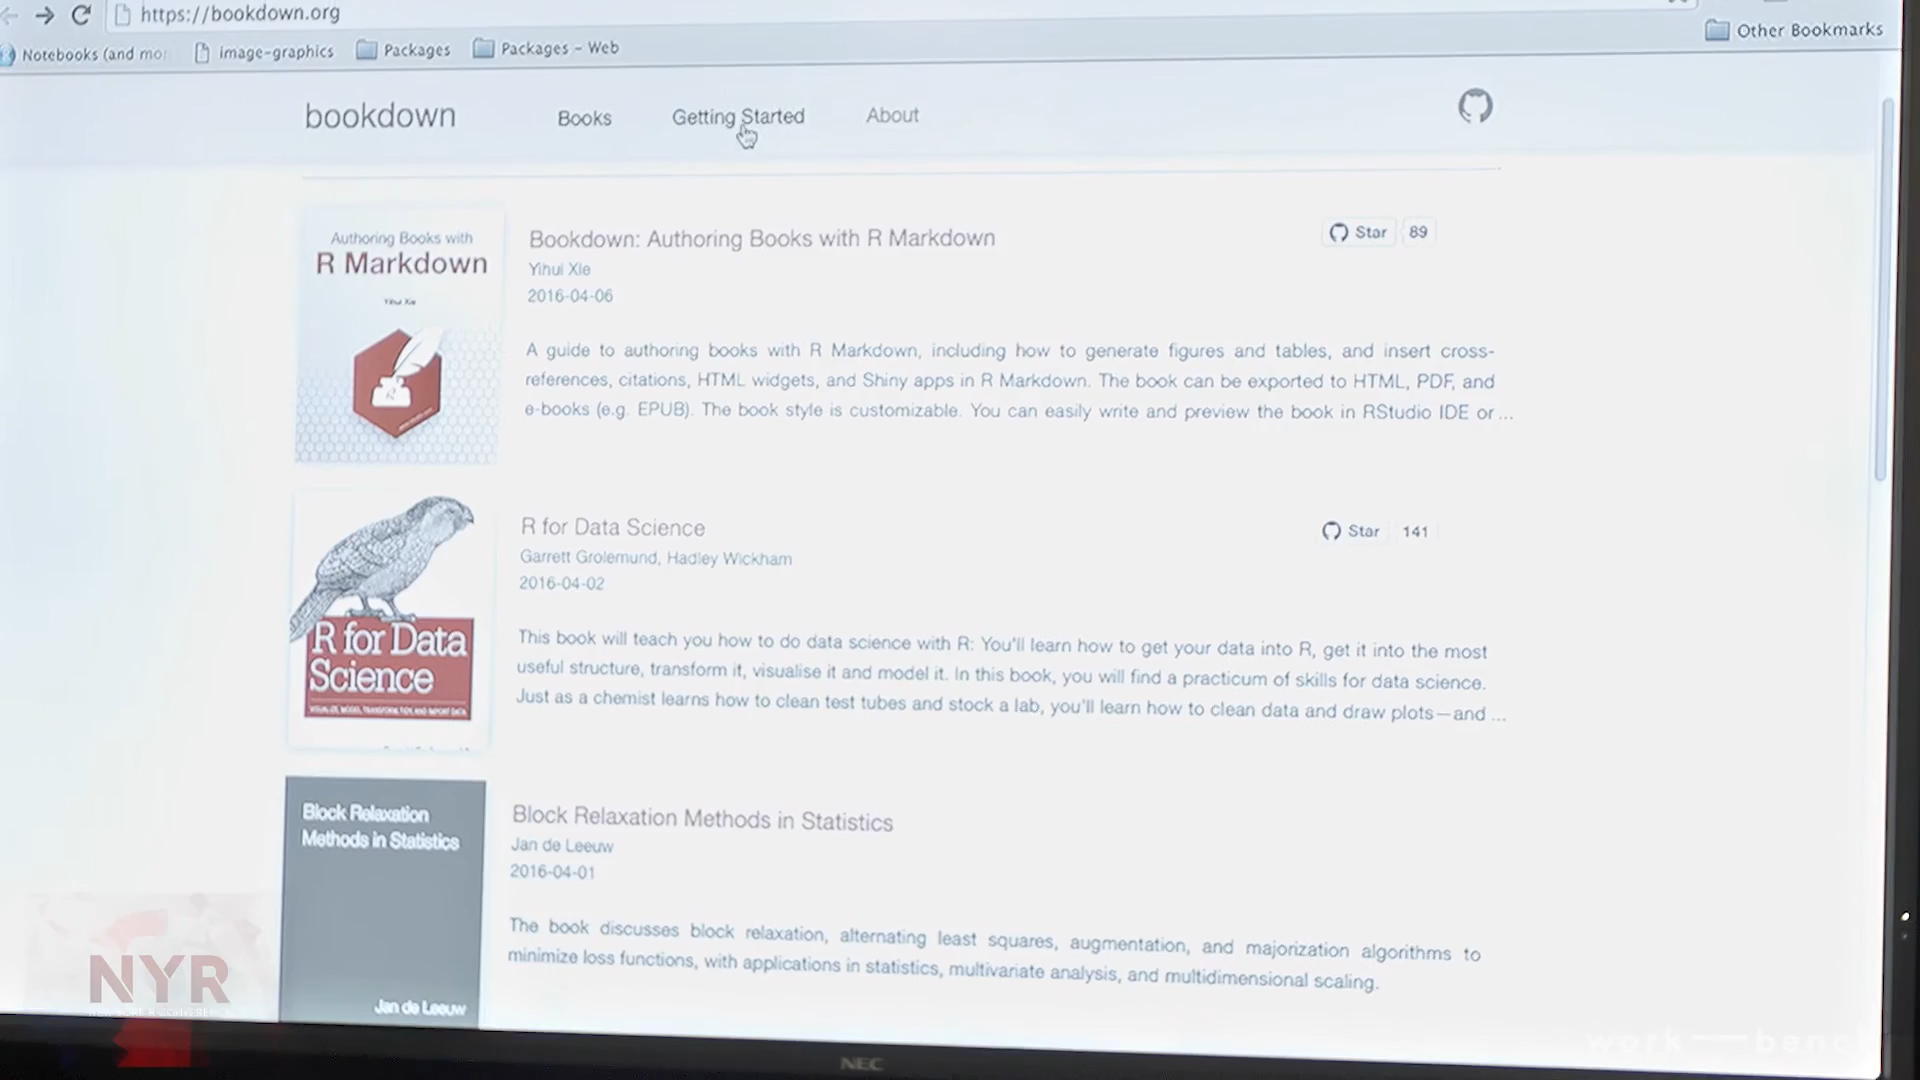 https://bookdown.org
Notebooks (and mo
image-graphics
Packages
Packages - Web
Other Bookmarks
bookdown
Books
Getting Started
About
Authoring Books with
R Markdown
Yihui Xie
Bookdown: Authoring Books with R Markdown
Yihui Xie
2016-04-06
Star 89
A guide to authoring books with R Markdown, including how to generate figures and tables, and insert cross-
references, citations, HTML widgets, and Shiny apps in R Markdown. The book can be exported to HTML, PDF, and
e-books (e.g. EPUB). The book style is customizable. You can easily write and preview the book in RStudio IDE or ...
R for Data
Science
VISUALIZE, MODEL, TRANSFORM, TIDY, AND IMPORT DATA
R for Data Science
Garrett Grolemund, Hadley Wickham
2016-04-02
Star 141
This book will teach you how to do data science with R: You'll learn how to get your data into R, get it into the most
useful structure, transform it, visualise it and model it. In this book, you will find a practicum of skills for data science.
Just as a chemist learns how to clean test tubes and stock a lab, you'll learn how to clean data and draw plots—and ...
Block Relaxation
Methods in Statistics
Jan de Leeuw
Block Relaxation Methods in Statistics
Jan de Leeuw
2016-04-01
The book discusses block relaxation, alternating least squares, augmentation, and majorization algorithms to
minimize loss functions, with applications in statistics, multivariate analysis, and multidimensional scaling.
NYR
NEC
work—bench